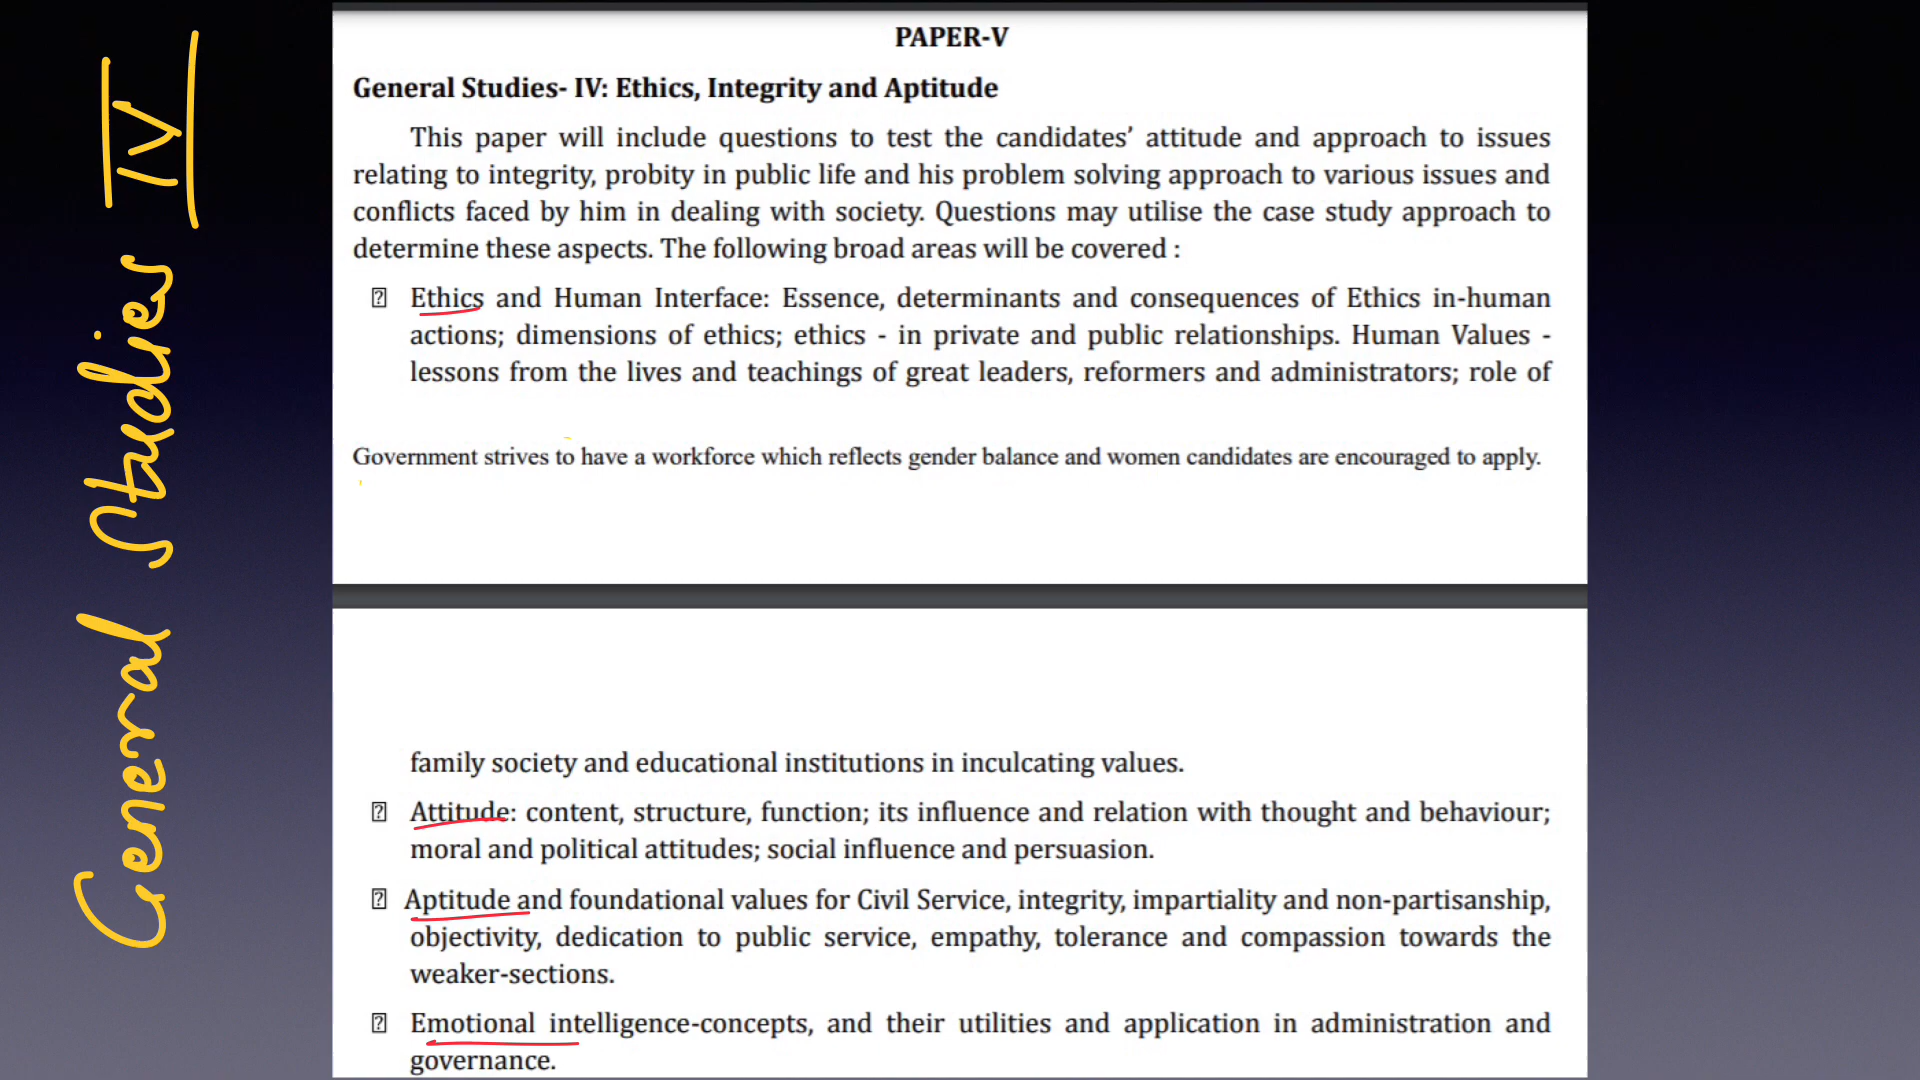 General Studies IV
PAPER-V
General Studies- IV: Ethics, Integrity and Aptitude
This paper will include questions to test the candidates’ attitude and approach to issues
relating to integrity, probity in public life and his problem solving approach to various issues and
conflicts faced by him in dealing with society. Questions may utilise the case study approach to
determine these aspects. The following broad areas will be covered :
Ethics and Human Interface: Essence, determinants and consequences of Ethics in-human
actions; dimensions of ethics; ethics - in private and public relationships. Human Values -
lessons from the lives and teachings of great leaders, reformers and administrators; role of
Government strives to have a workforce which reflects gender balance and women candidates are encouraged to apply.
family society and educational institutions in inculcating values.
Attitude: content, structure, function; its influence and relation with thought and behaviour;
moral and political attitudes; social influence and persuasion.
Aptitude and foundational values for Civil Service, integrity, impartiality and non-partisanship,
objectivity, dedication to public service, empathy, tolerance and compassion towards the
weaker-sections.
Emotional intelligence-concepts, and their utilities and application in administration and
governance.